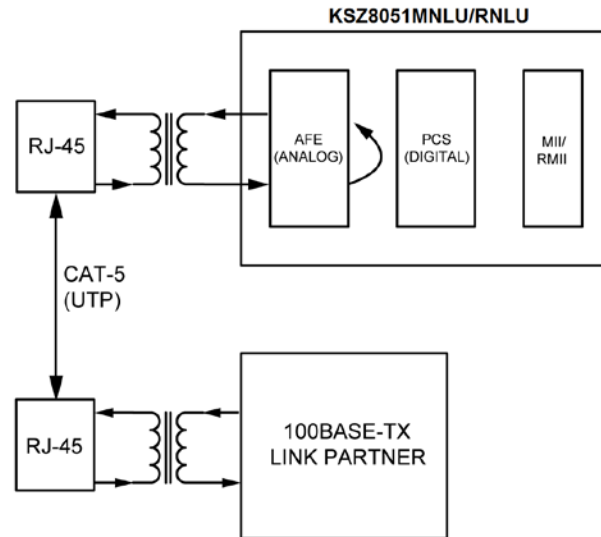 KSZ8051MNLU/RNLU
RJ-45
AFE
(ANALOG)
PCS
(DIGITAL)
MII/
RMII
CAT-5
(UTP)
RJ-45
100BASE-TX
LINK PARTNER